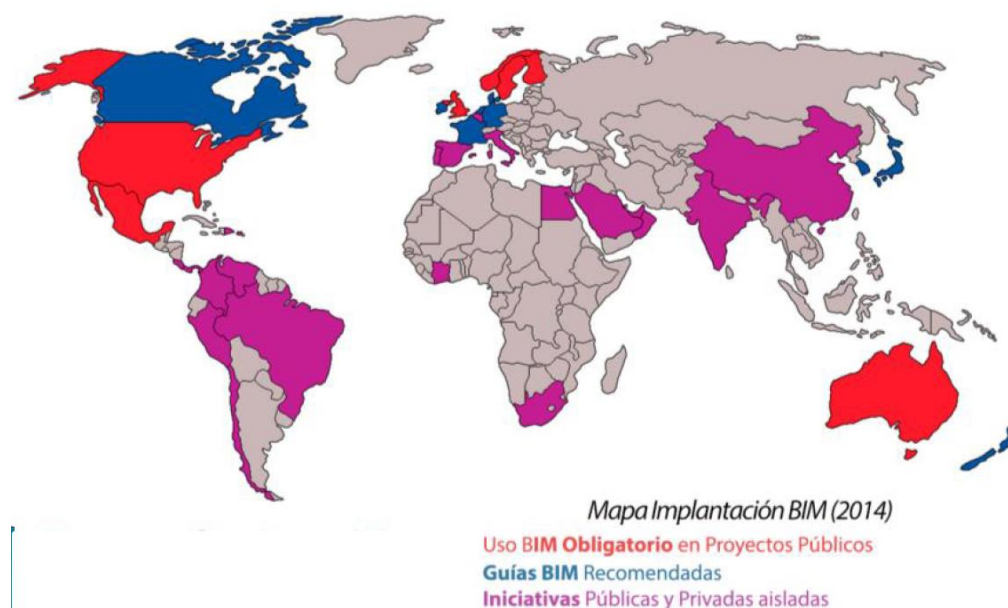 Mapa Implantación BIM (2014)
Uso BIM Obligatorio en Proyectos Públicos
Guías BIM Recomendadas
Iniciativas Públicas y Privadas aisladas